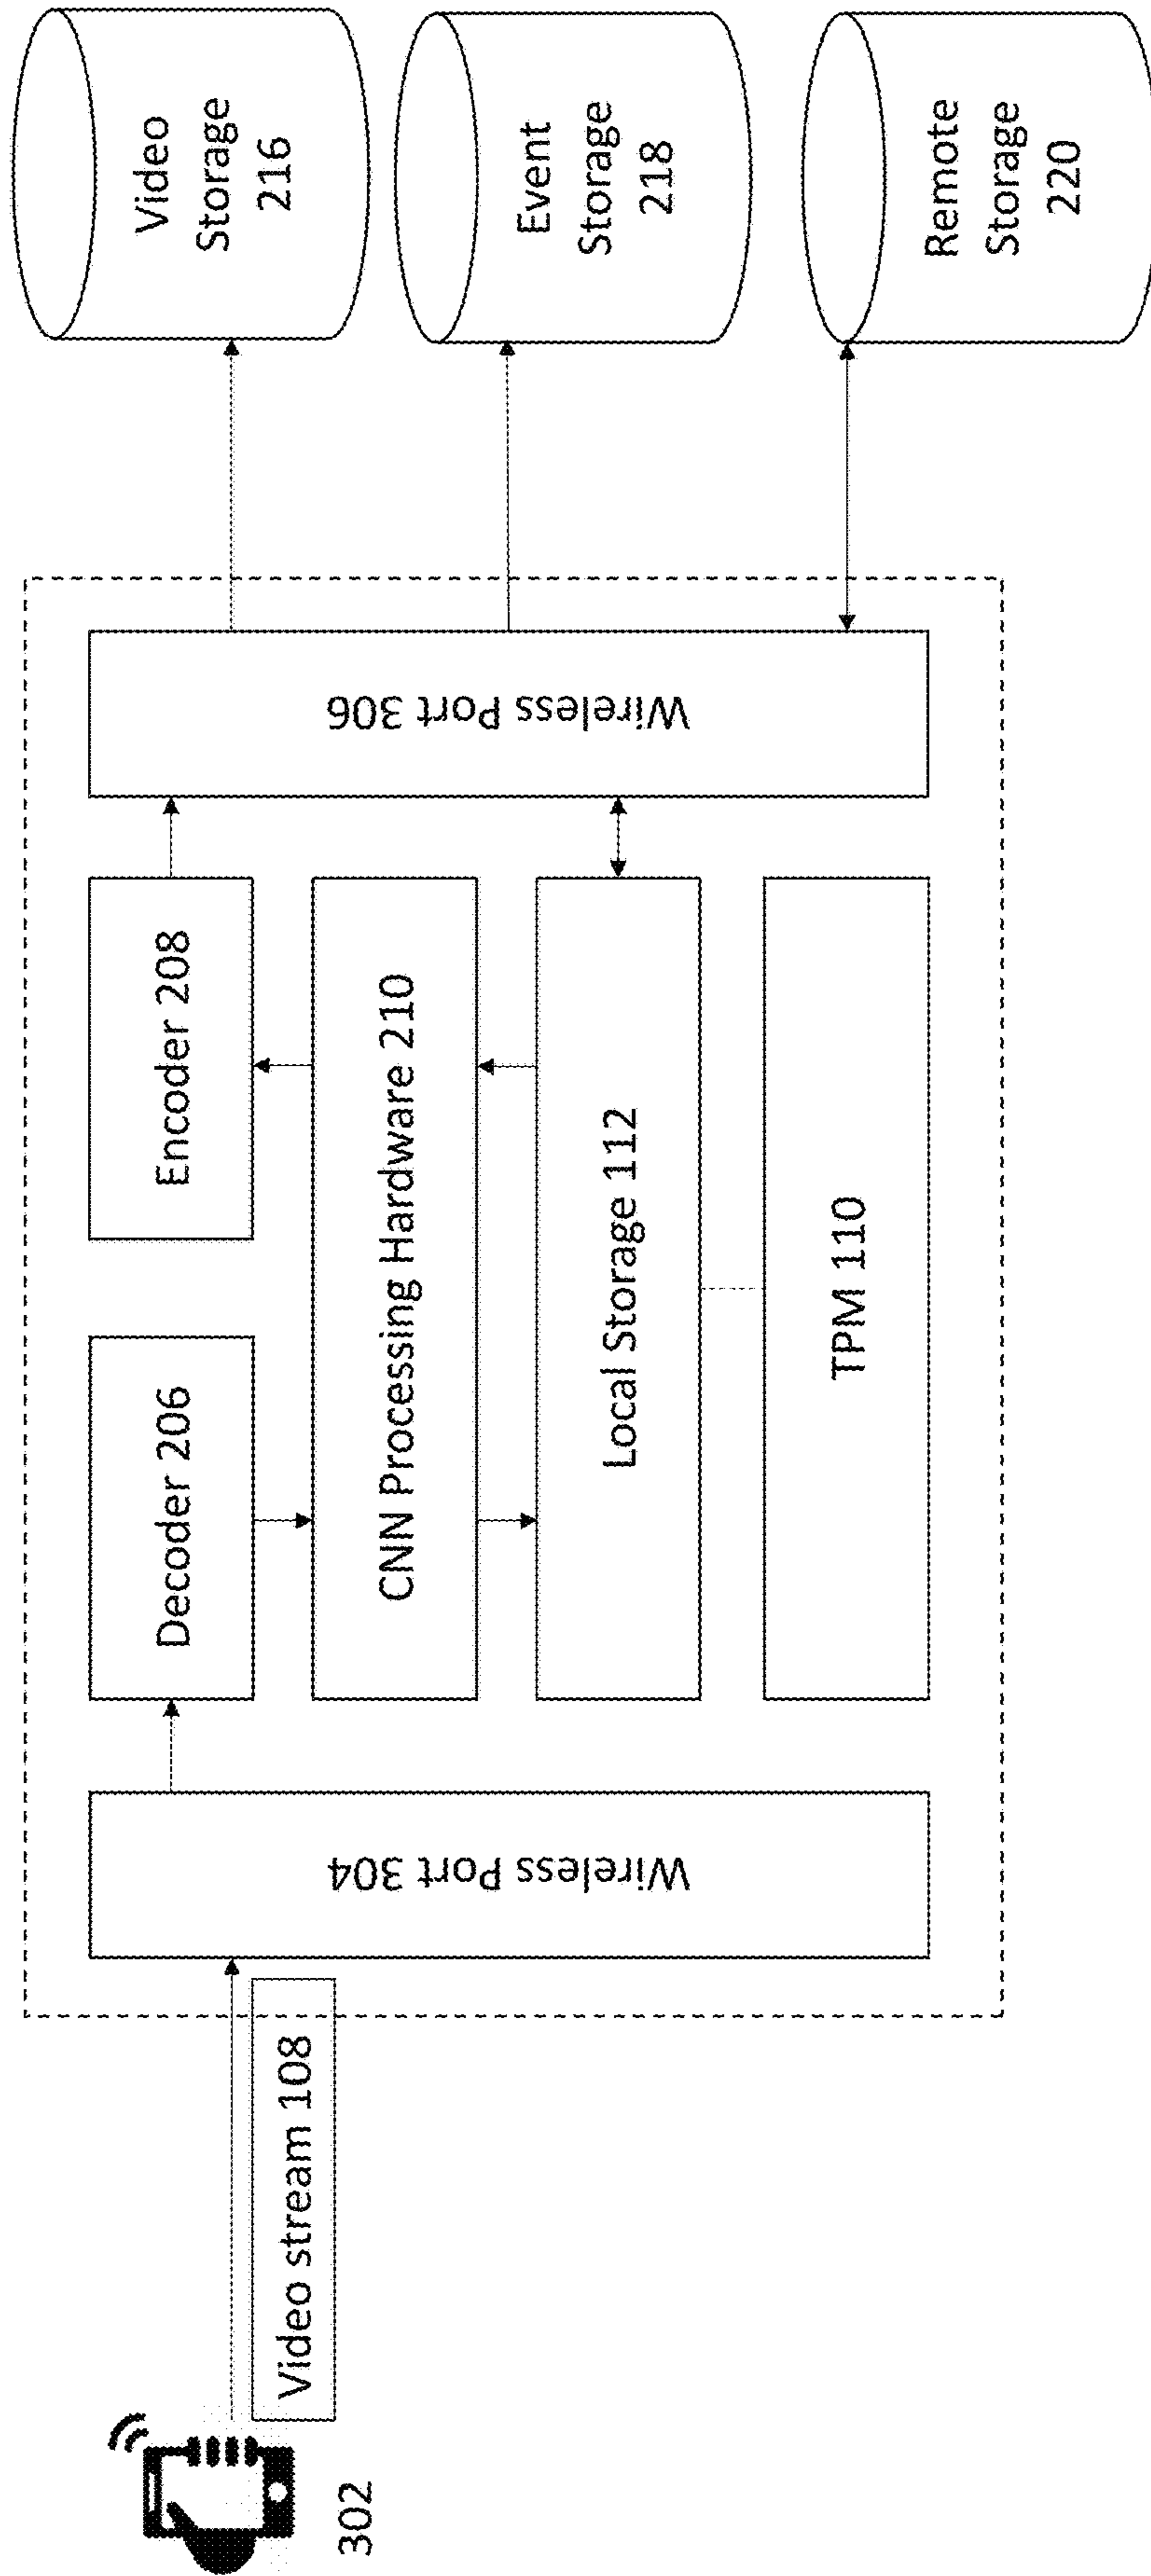 302
Video stream 108
Wireless Port 304
Decoder 206
Encoder 208
CNN Processing Hardware 210
Local Storage 112
TPM 110
Wireless Port 306
Video
Storage
216
Event
Storage
218
Remote
Storage
220